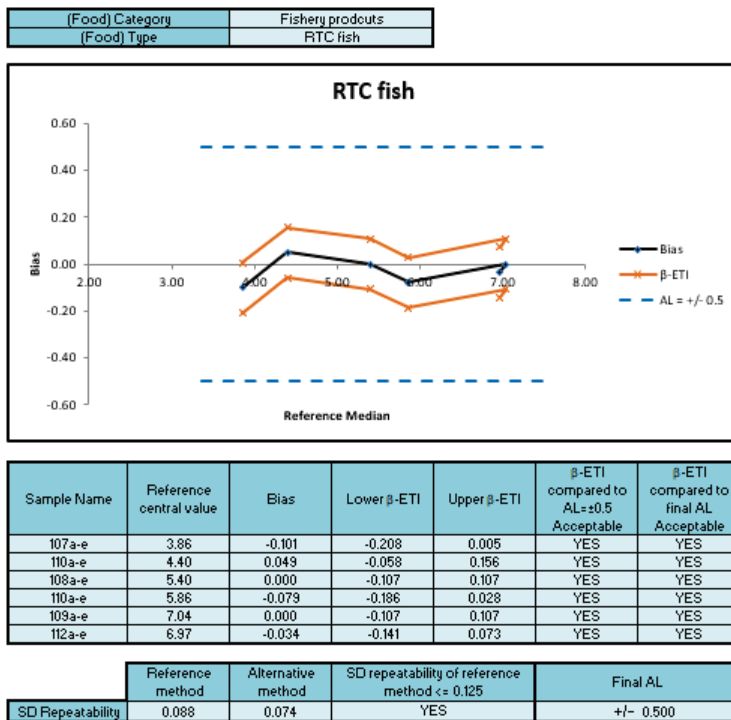 (Food) Category Fishery prodcuts
(Food) Type RTC fish
RTC fish
0.60
0.40
0.20
0.00
-0.20
-0.40
-0.60
2.00 3.00 4.00 5.00 6.00 7.00 8.00
Bias
Reference Median
Bias
β-ETI
AL = +/- 0.5
Sample Name Reference central value Bias Lower β-ETI Upper β-ETI β-ETI compared to AL=±0.5 Acceptable β-ETI compared to final AL Acceptable
107a-e 3.86 -0.101 -0.208 0.005 YES YES
110a-e 4.40 0.049 -0.058 0.156 YES YES
108a-e 5.40 0.000 -0.107 0.107 YES YES
110a-e 5.86 -0.079 -0.186 0.028 YES YES
109a-e 7.04 0.000 -0.107 0.107 YES YES
112a-e 6.97 -0.034 -0.141 0.073 YES YES
Reference method Alternative method SD repeatability of reference method <= 0.125 Final AL
SD Repeatability 0.088 0.074 YES +/- 0.500